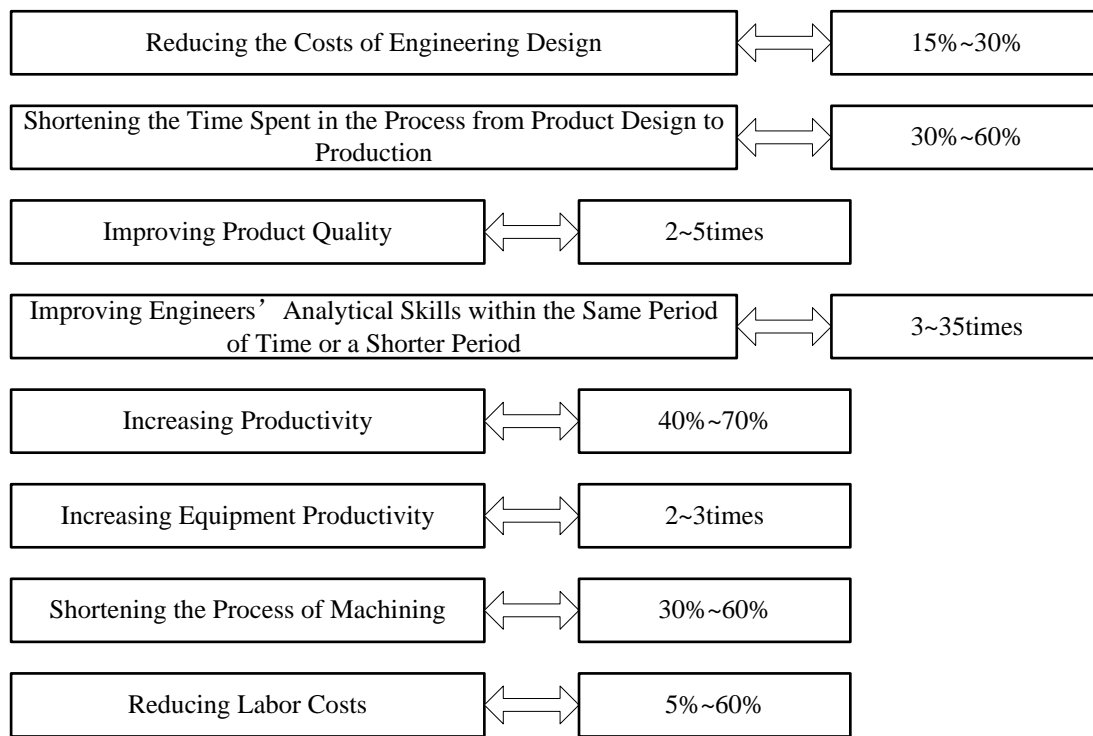 Reducing the Costs of Engineering Design
15%~30%
Shortening the Time Spent in the Process from Product Design to
Production
30%~60%
Improving Product Quality
2~5times
Improving Engineers’ Analytical Skills within the Same Period
of Time or a Shorter Period
3~35times
Increasing Productivity
40%~70%
Increasing Equipment Productivity
2~3times
Shortening the Process of Machining
30%~60%
Reducing Labor Costs
5%~60%